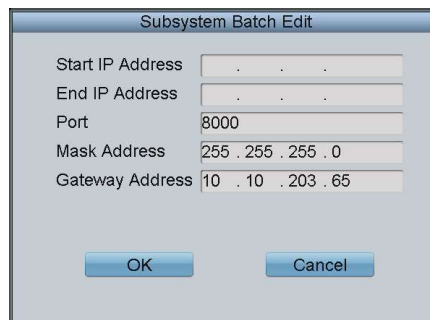 Subsystem Batch Edit
Start IP Address . . .
End IP Address . . .
Port 8000
Mask Address 255 . 255 . 255 . 0
Gateway Address 10 . 10 . 203 . 65
OK Cancel